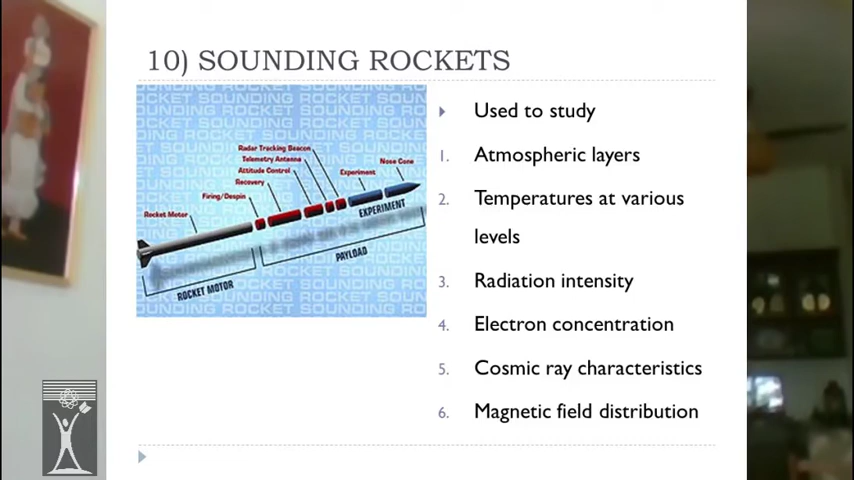 10) SOUNDING ROCKETS
Radar Tracking Beacon
Telemetry Antenna
Attitude Control
Recovery
Firing/Despin
Rocket Motor
Experiment
Nose Cone
EXPERIMENT
PAYLOAD
ROCKET MOTOR
Used to study
1. Atmospheric layers
2. Temperatures at various
levels
3. Radiation intensity
4. Electron concentration
5. Cosmic ray characteristics
6. Magnetic field distribution